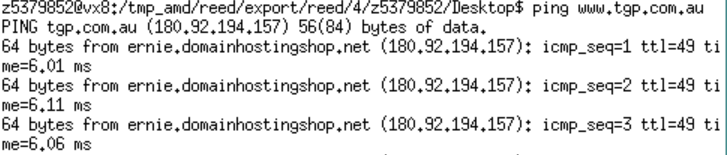 z5379852@vx8:/tmp_amd/reed/export/reed/4/z5379852/Desktop$ ping www.tgp.com.au
PING tgp.com.au (180.92.194.157) 56(84) bytes of data.
64 bytes from ernie.domainhostingshop.net (180.92.194.157): icmp_seq=1 ttl=49 ti
me=6.01 ms
64 bytes from ernie.domainhostingshop.net (180.92.194.157): icmp_seq=2 ttl=49 ti
me=6.11 ms
64 bytes from ernie.domainhostingshop.net (180.92.194.157): icmp_seq=3 ttl=49 ti
me=6.06 ms